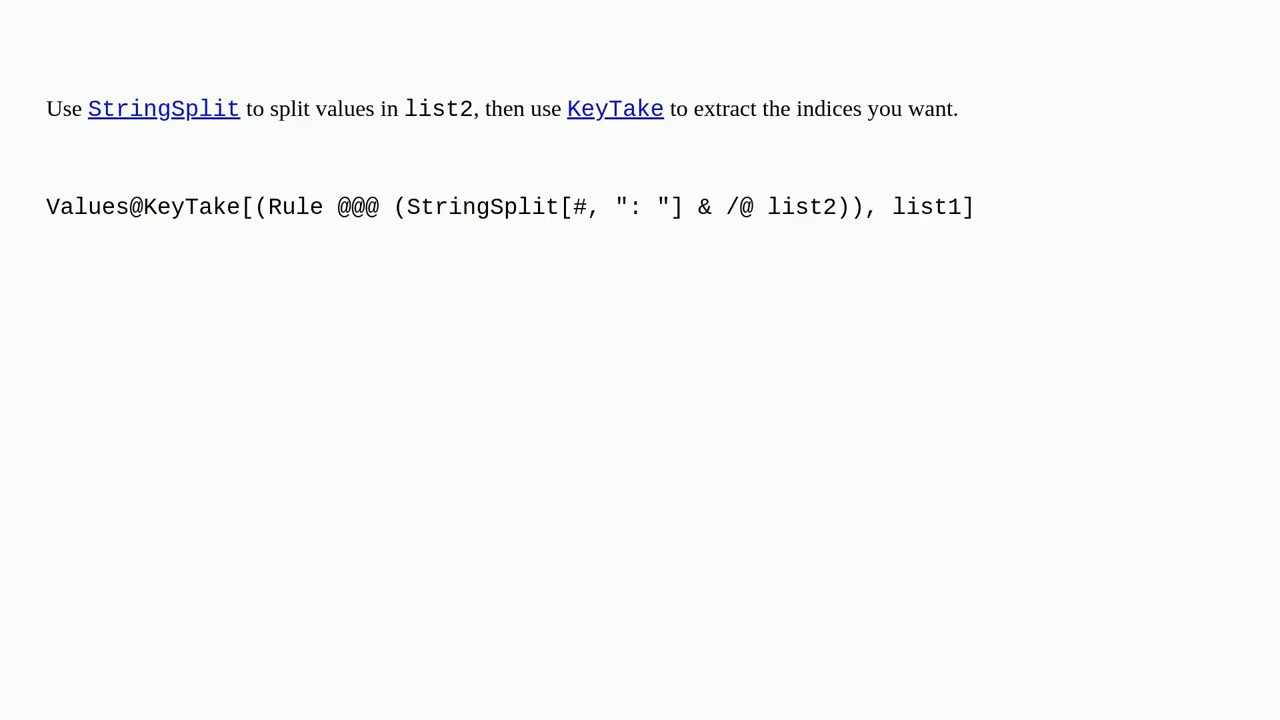 Use StringSplit to split values in list2, then use KeyTake to extract the indices you want.
Values@KeyTake[(Rule @@@ (StringSplit[#, ": "] & /@ list2)), list1]